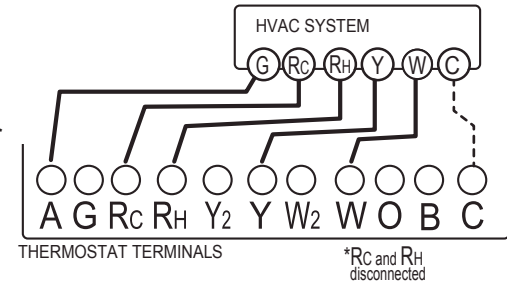 HVAC SYSTEM
G RC RH Y W C
A G RC RH Y2 Y W2 W O B C
THERMOSTAT TERMINALS
*RC and RH
disconnected